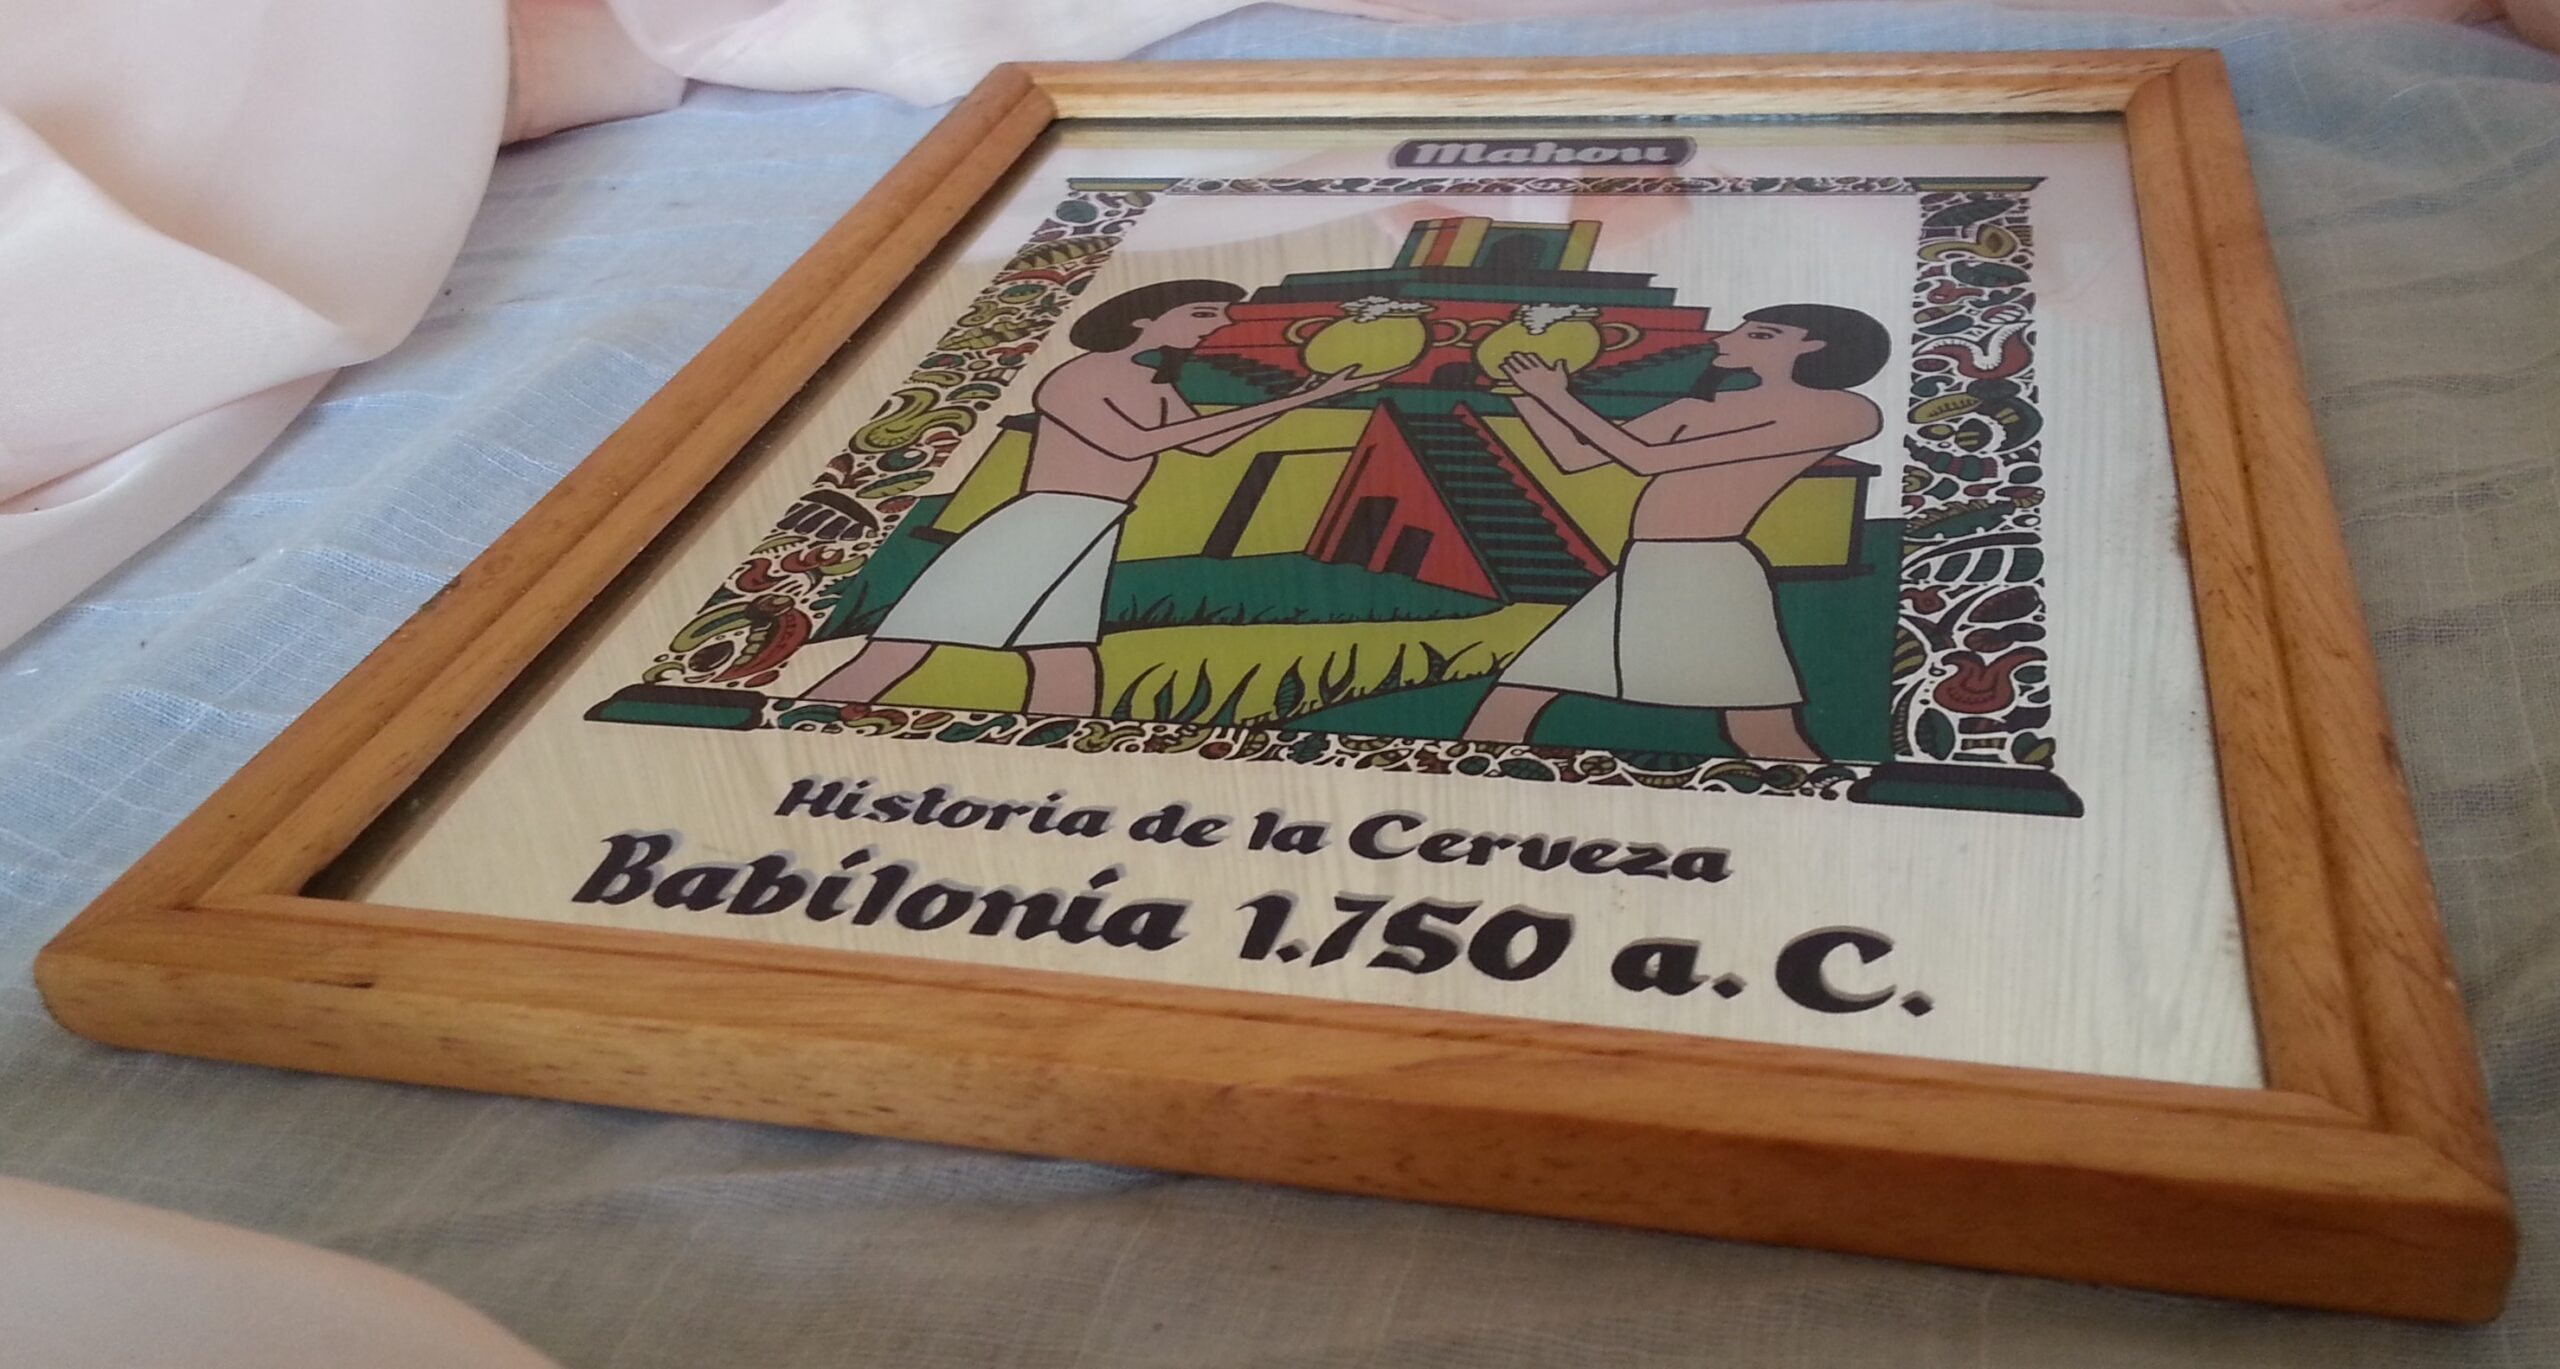 Mahou
Historia de la Cerveza
Babilonia 1.750 a. C.